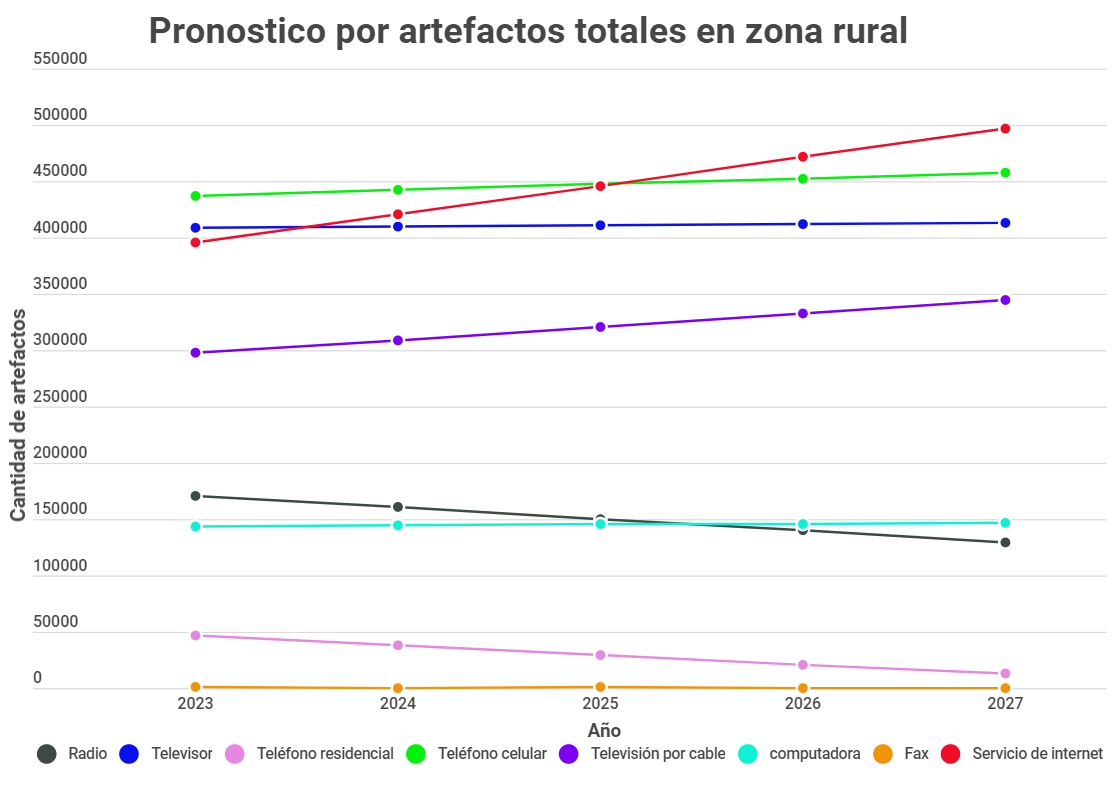 Pronostico por artefactos totales en zona rural
550000
500000
450000
400000
350000
300000
250000
200000
150000
100000
50000
0
Cantidad de artefactos
2023 2024 2025 2026 2027
Año
Radio Televisor Teléfono residencial Teléfono celular Televisión por cable computadora Fax Servicio de internet